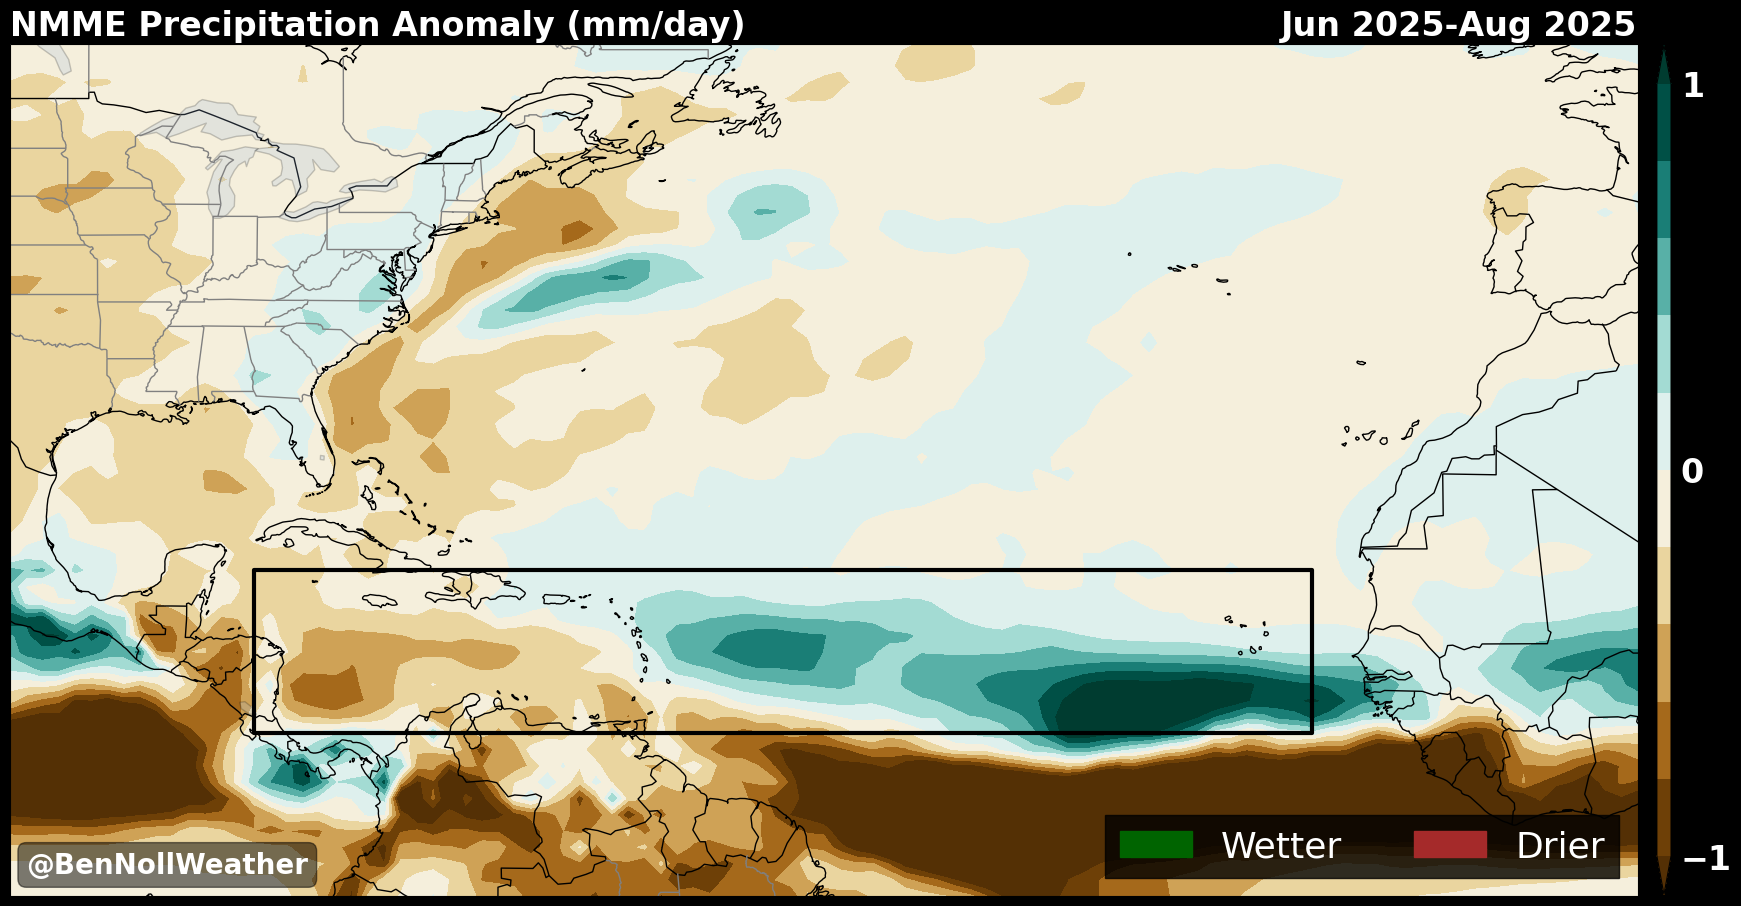 NMME Precipitation Anomaly (mm/day)
Jun 2025-Aug 2025
1
0
−1
Wetter
Drier
@BenNollWeather